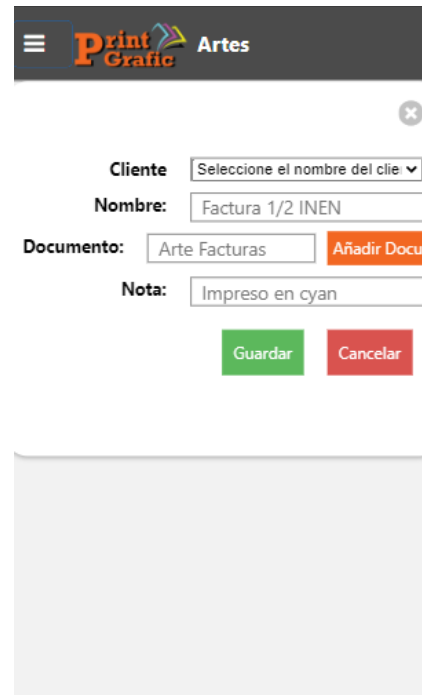 Print
Grafic
Artes
Cliente Seleccione el nombre del clie
Nombre: Factura 1/2 INEN
Documento: Arte Facturas Añadir Docu
Nota: Impreso en cyan
Guardar Cancelar